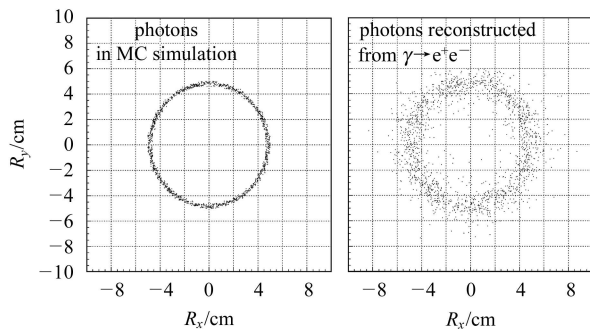 photons
in MC simulation
photons reconstructed
from γ→e⁺e⁻
10
8
6
4
2
0
−2
−4
−6
−8
−10
R_y/cm
−8 −4 0 4 8
−8 −4 0 4 8
R_x/cm
R_x/cm